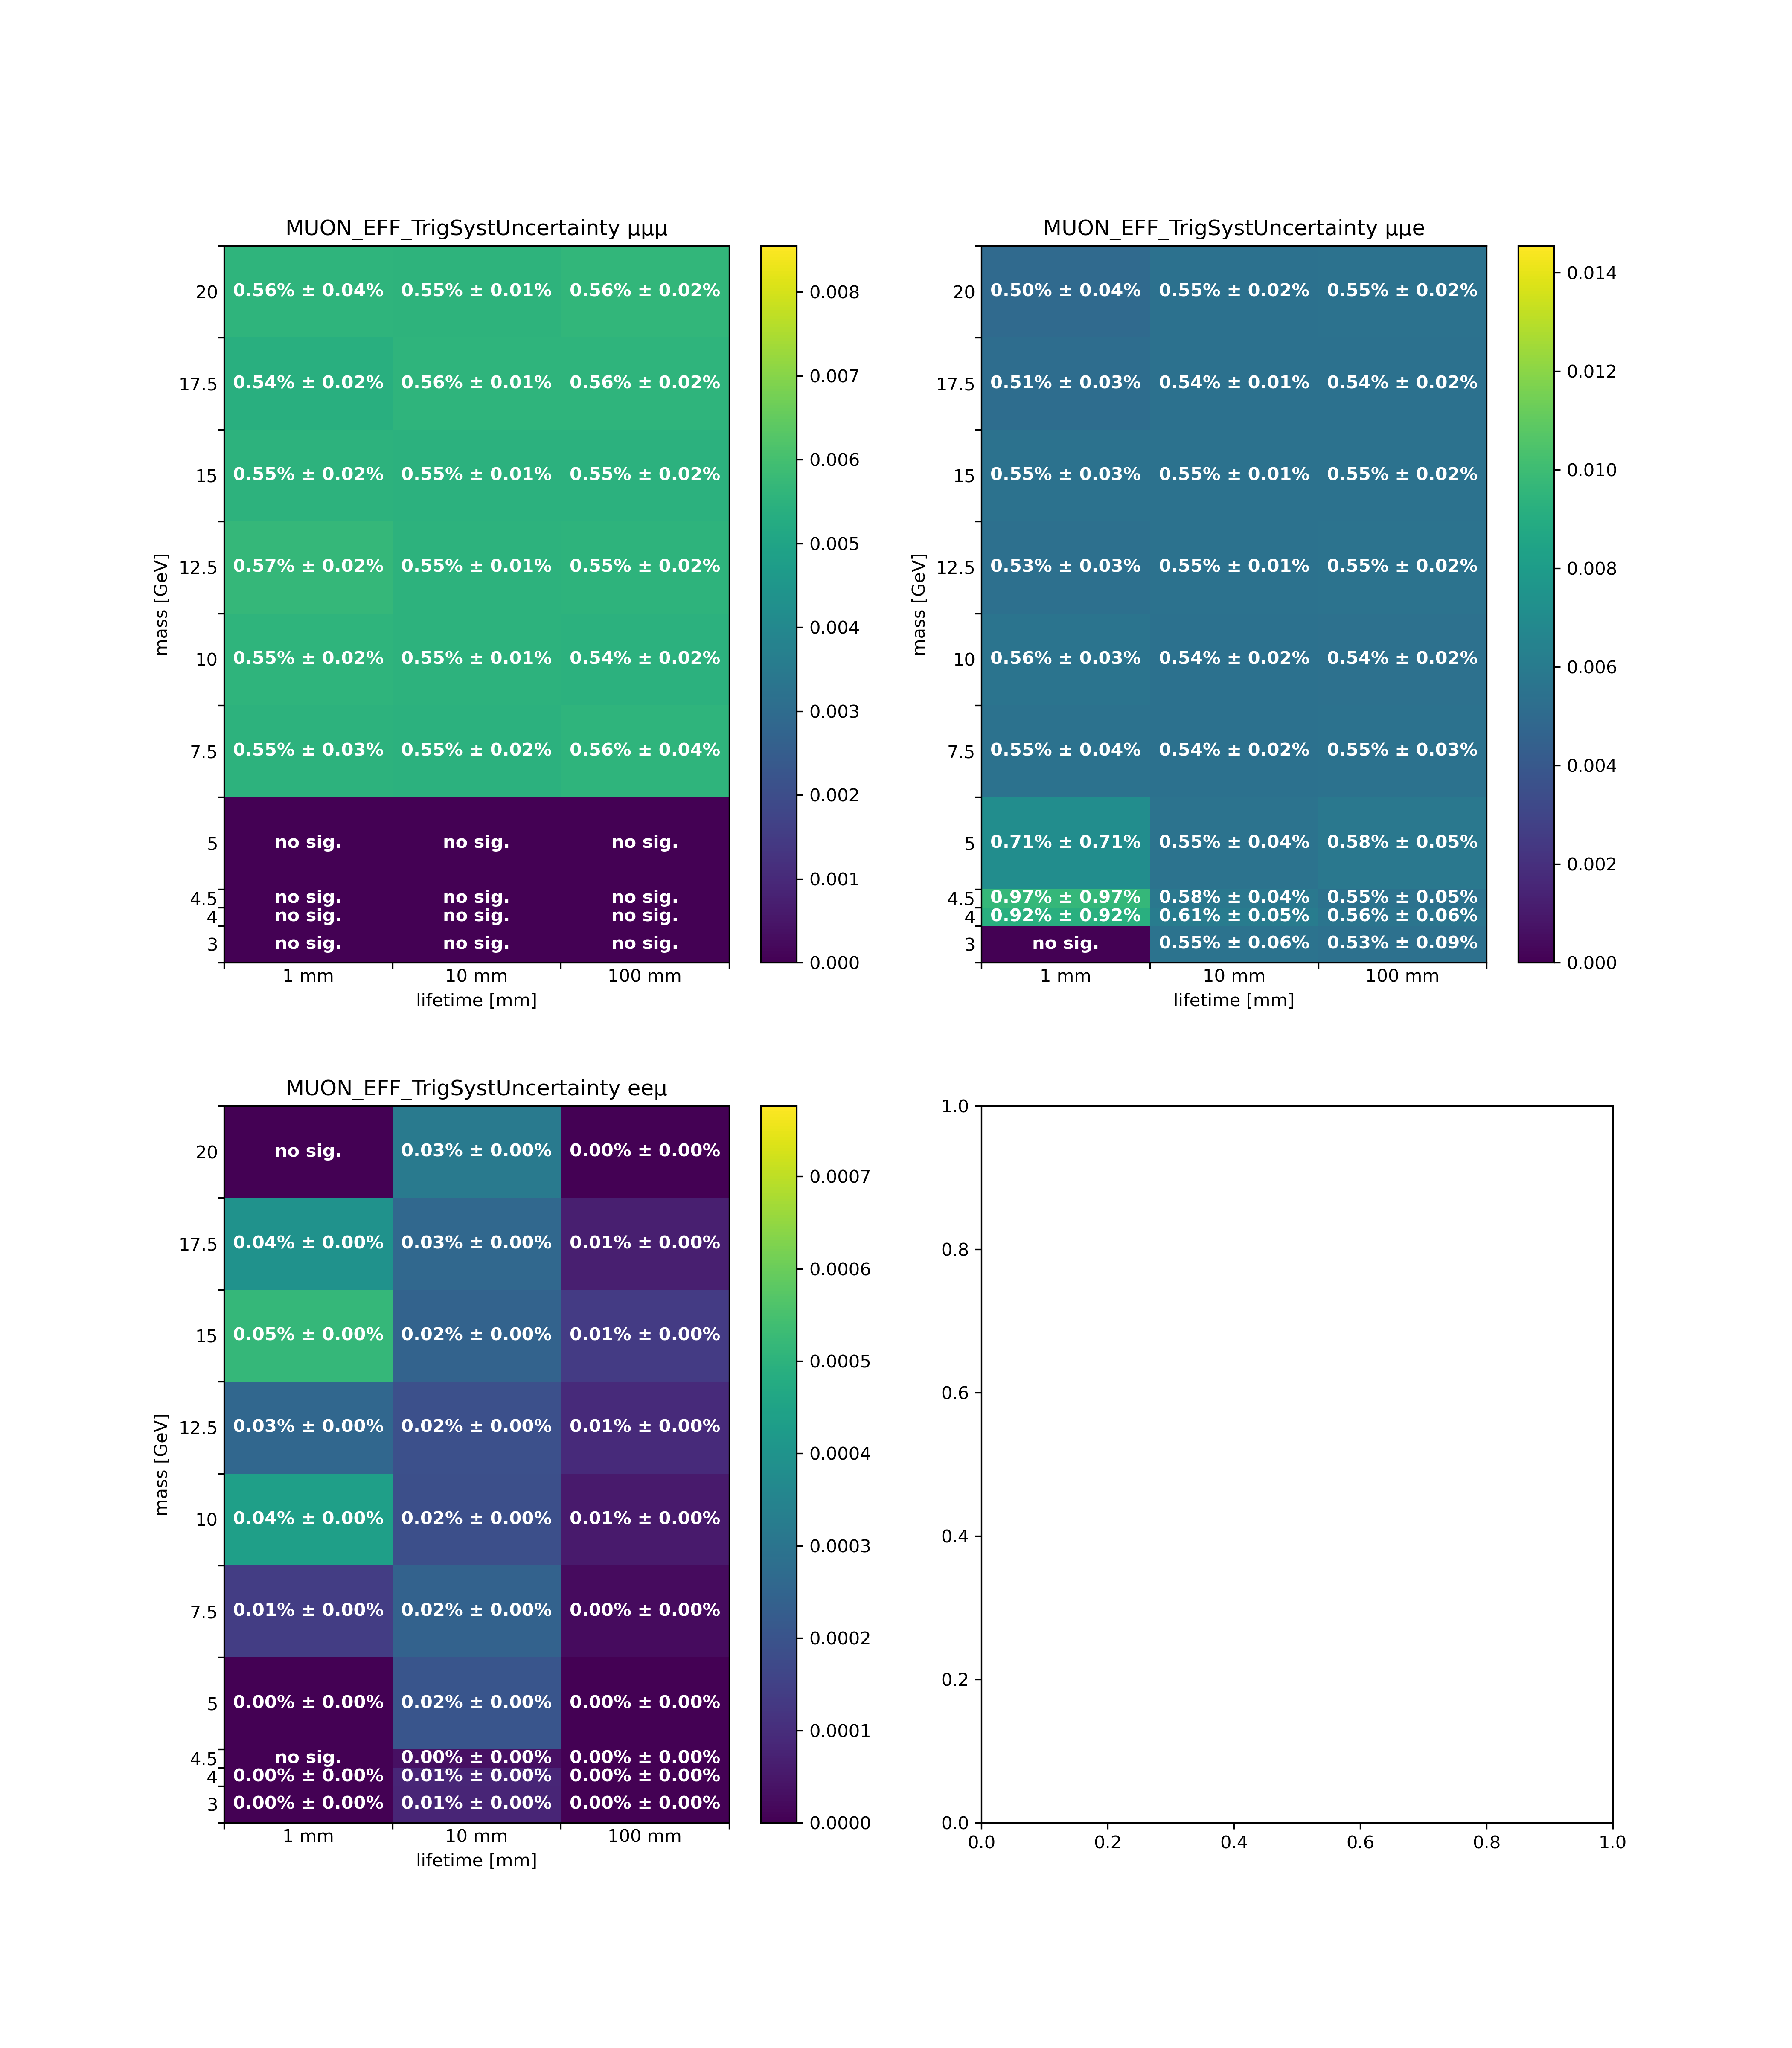 MUON_EFF_TrigSystUncertainty μμμ
20 0.56% ± 0.04% 0.55% ± 0.01% 0.56% ± 0.02%
17.5 0.54% ± 0.02% 0.56% ± 0.01% 0.56% ± 0.02%
15 0.55% ± 0.02% 0.55% ± 0.01% 0.55% ± 0.02%
12.5 0.57% ± 0.02% 0.55% ± 0.01% 0.55% ± 0.02%
10 0.55% ± 0.02% 0.55% ± 0.01% 0.54% ± 0.02%
7.5 0.55% ± 0.03% 0.55% ± 0.02% 0.56% ± 0.04%
5 no sig. no sig. no sig.
4.5 no sig. no sig. no sig.
4 no sig. no sig. no sig.
3 no sig. no sig. no sig.
1 mm 10 mm 100 mm
lifetime [mm]
mass [GeV]
0.008
0.007
0.006
0.005
0.004
0.003
0.002
0.001
0.000
MUON_EFF_TrigSystUncertainty μμe
20 0.50% ± 0.04% 0.55% ± 0.02% 0.55% ± 0.02%
17.5 0.51% ± 0.03% 0.54% ± 0.01% 0.54% ± 0.02%
15 0.55% ± 0.03% 0.55% ± 0.01% 0.55% ± 0.02%
12.5 0.53% ± 0.03% 0.55% ± 0.01% 0.55% ± 0.02%
10 0.56% ± 0.03% 0.54% ± 0.02% 0.54% ± 0.02%
7.5 0.55% ± 0.04% 0.54% ± 0.02% 0.55% ± 0.03%
5 0.71% ± 0.71% 0.55% ± 0.04% 0.58% ± 0.05%
4.5 0.97% ± 0.97% 0.58% ± 0.04% 0.55% ± 0.05%
4 0.92% ± 0.92% 0.61% ± 0.05% 0.56% ± 0.06%
3 no sig. 0.55% ± 0.06% 0.53% ± 0.09%
1 mm 10 mm 100 mm
lifetime [mm]
mass [GeV]
0.014
0.012
0.010
0.008
0.006
0.004
0.002
0.000
MUON_EFF_TrigSystUncertainty eeμ
20 no sig. 0.03% ± 0.00% 0.00% ± 0.00%
17.5 0.04% ± 0.00% 0.03% ± 0.00% 0.01% ± 0.00%
15 0.05% ± 0.00% 0.02% ± 0.00% 0.01% ± 0.00%
12.5 0.03% ± 0.00% 0.02% ± 0.00% 0.01% ± 0.00%
10 0.04% ± 0.00% 0.02% ± 0.00% 0.01% ± 0.00%
7.5 0.01% ± 0.00% 0.02% ± 0.00% 0.00% ± 0.00%
5 0.00% ± 0.00% 0.02% ± 0.00% 0.00% ± 0.00%
4.5 no sig. 0.00% ± 0.00% 0.00% ± 0.00%
4 0.00% ± 0.00% 0.01% ± 0.00% 0.00% ± 0.00%
3 0.00% ± 0.00% 0.01% ± 0.00% 0.00% ± 0.00%
1 mm 10 mm 100 mm
lifetime [mm]
mass [GeV]
0.0007
0.0006
0.0005
0.0004
0.0003
0.0002
0.0001
0.0000
1.0
0.8
0.6
0.4
0.2
0.0
0.0 0.2 0.4 0.6 0.8 1.0